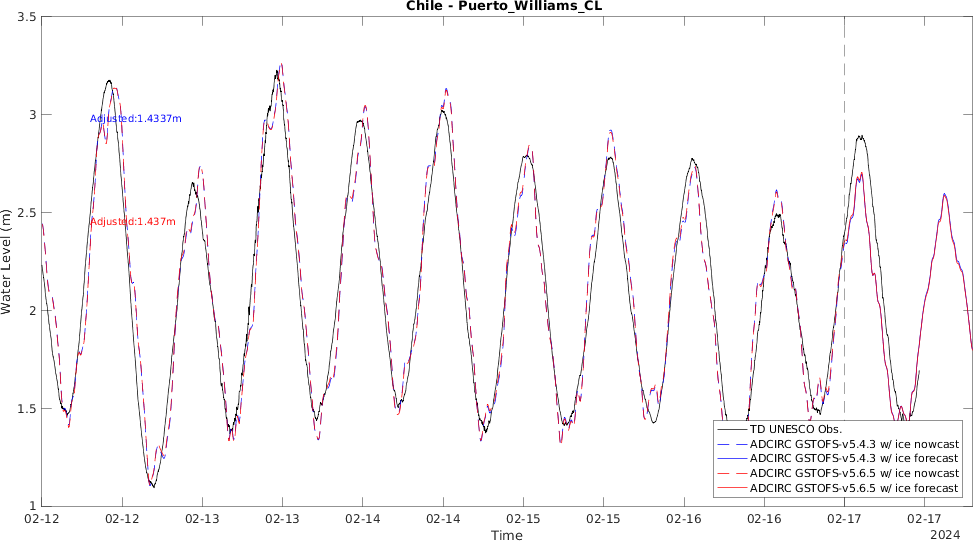 Chile - Puerto_Williams_CL
3.5
3
2.5
2
1.5
1
Water Level (m)
Adjusted:1.4337m
Adjusted:1.437m
TD UNESCO Obs.
ADCIRC GSTOFS-v5.4.3 w/ ice nowcast
ADCIRC GSTOFS-v5.4.3 w/ ice forecast
ADCIRC GSTOFS-v5.6.5 w/ ice nowcast
ADCIRC GSTOFS-v5.6.5 w/ ice forecast
02-12 02-12 02-13 02-13 02-14 02-14 02-15 02-15 02-16 02-16 02-17 02-17
Time
2024